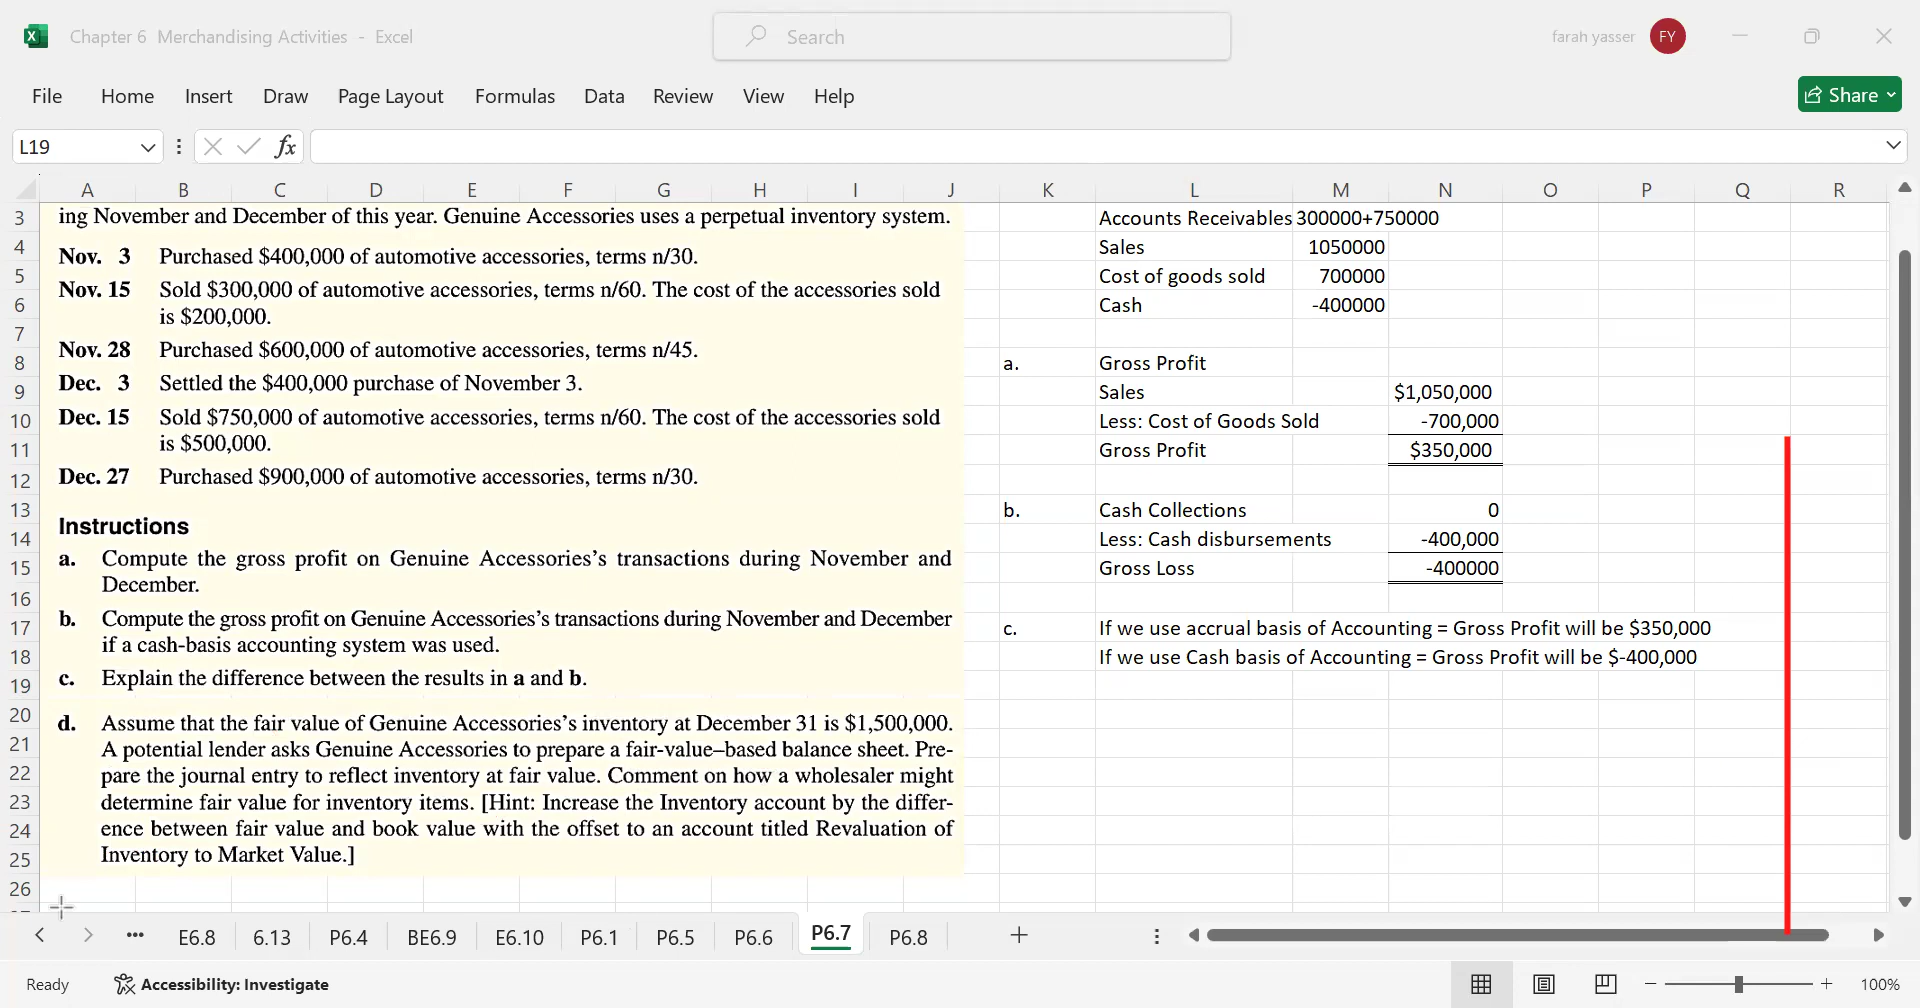 Chapter 6 Merchandising Activities - Excel
Search
farah yasser FY
File Home Insert Draw Page Layout Formulas Data Review View Help
Share
L19
fx
A B C D E F G H I J K L M N O P Q R
3
4
5
6
7
8
9
10
11
12
13
14
15
16
17
18
19
20
21
22
23
24
25
26
ing November and December of this year. Genuine Accessories uses a perpetual inventory system.
Nov. 3 Purchased $400,000 of automotive accessories, terms n/30.
Nov. 15 Sold $300,000 of automotive accessories, terms n/60. The cost of the accessories sold
is $200,000.
Nov. 28 Purchased $600,000 of automotive accessories, terms n/45.
Dec. 3 Settled the $400,000 purchase of November 3.
Dec. 15 Sold $750,000 of automotive accessories, terms n/60. The cost of the accessories sold
is $500,000.
Dec. 27 Purchased $900,000 of automotive accessories, terms n/30.
Instructions
a. Compute the gross profit on Genuine Accessories's transactions during November and
December.
b. Compute the gross profit on Genuine Accessories's transactions during November and December
if a cash-basis accounting system was used.
c. Explain the difference between the results in a and b.
d. Assume that the fair value of Genuine Accessories's inventory at December 31 is $1,500,000.
A potential lender asks Genuine Accessories to prepare a fair-value–based balance sheet. Pre-
pare the journal entry to reflect inventory at fair value. Comment on how a wholesaler might
determine fair value for inventory items. [Hint: Increase the Inventory account by the differ-
ence between fair value and book value with the offset to an account titled Revaluation of
Inventory to Market Value.]
Accounts Receivables 300000+750000
Sales 1050000
Cost of goods sold 700000
Cash -400000
a. Gross Profit
Sales $1,050,000
Less: Cost of Goods Sold -700,000
Gross Profit $350,000
b. Cash Collections 0
Less: Cash disbursements -400,000
Gross Loss -400000
c. If we use accrual basis of Accounting = Gross Profit will be $350,000
If we use Cash basis of Accounting = Gross Profit will be $-400,000
E6.8 6.13 P6.4 BE6.9 E6.10 P6.1 P6.5 P6.6 P6.7 P6.8
Ready Accessibility: Investigate 100%